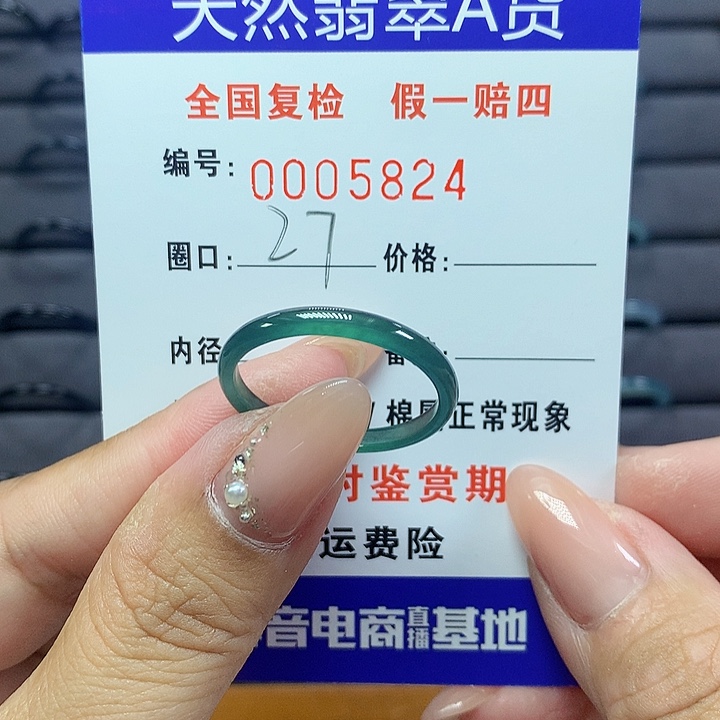 天然翡翠A货
全国复检 假一赔四
编号: 0005824
圈口: 27 价格:
内径 备
棉 正常现象
时鉴赏期
运费险
音电商直播基地